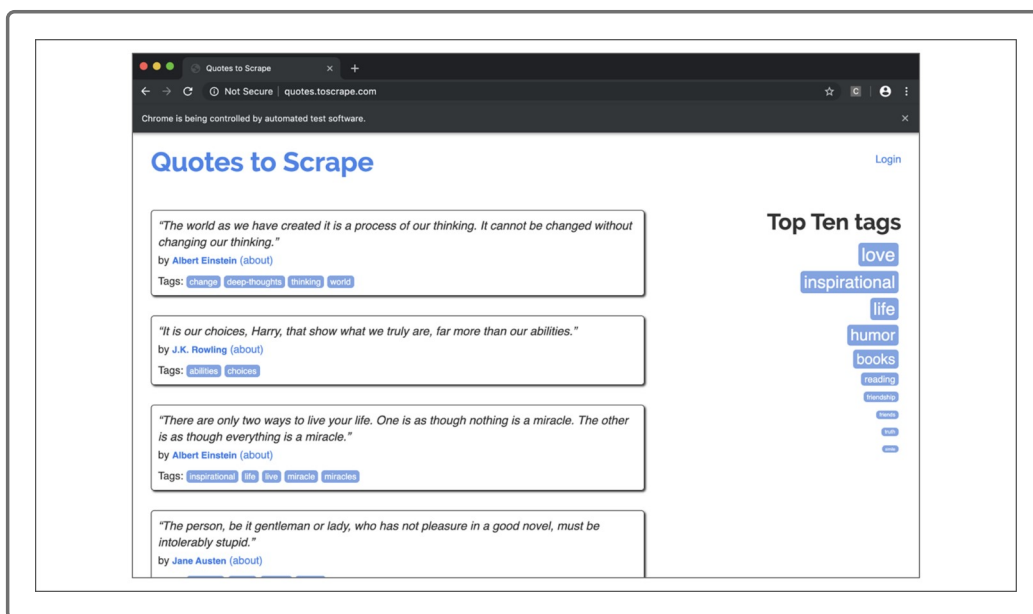 Quotes to Scrape
Not Secure | quotes.toscrape.com
C
Chrome is being controlled by automated test software.
Quotes to Scrape
Login
“The world as we have created it is a process of our thinking. It cannot be changed without
changing our thinking.”
by Albert Einstein (about)
Tags: change deep-thoughts thinking world
“It is our choices, Harry, that show what we truly are, far more than our abilities.”
by J.K. Rowling (about)
Tags: abilities choices
“There are only two ways to live your life. One is as though nothing is a miracle. The other
is as though everything is a miracle.”
by Albert Einstein (about)
Tags: inspirational life live miracle miracles
“The person, be it gentleman or lady, who has not pleasure in a good novel, must be
intolerably stupid.”
by Jane Austen (about)
Top Ten tags
love
inspirational
life
humor
books
reading
friendship
friends
truth